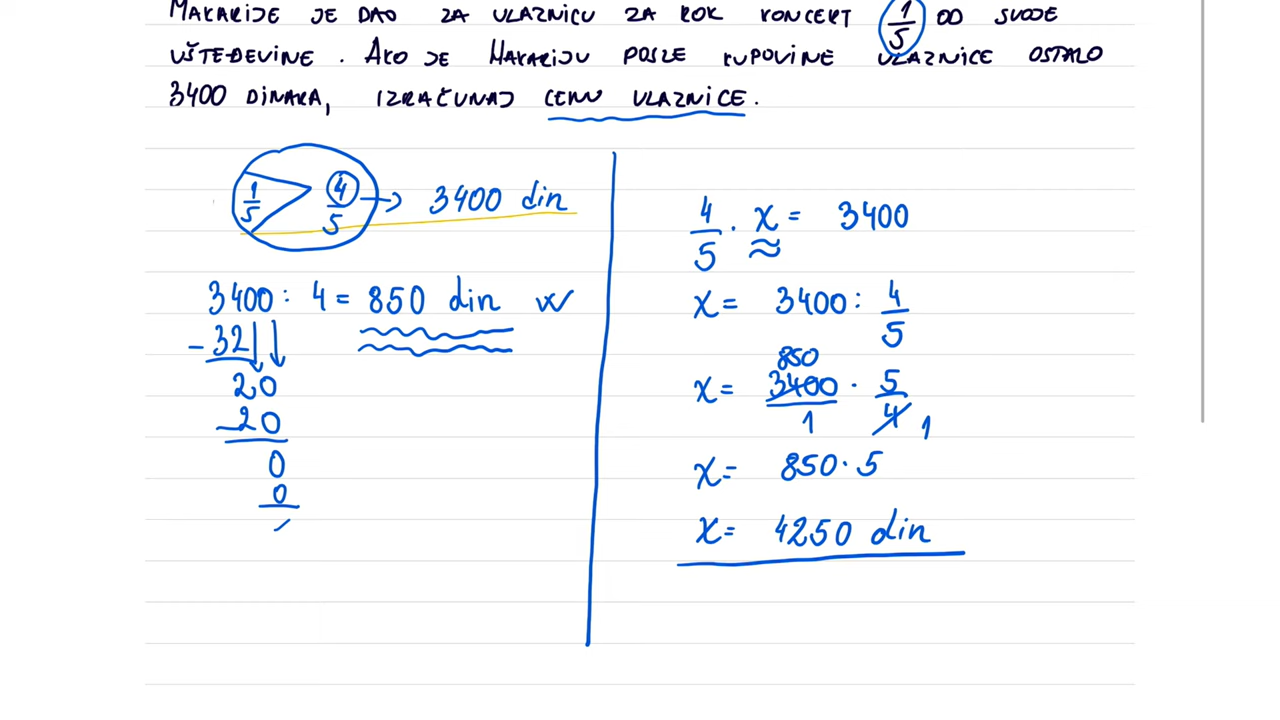 MAKARIJE JE DAO ZA ULAZNICU ZA ROK KONCERT 1/5 OD SVOJE
UŠTEĐEVINE. AKO JE MAKARIJU POSLE KUPOVINE ULAZNICE OSTALO
3400 DINARA, IZRAČUNAJ CENU ULAZNICE.
1/5 4/5 → 3400 din
3400 : 4 = 850 din
- 32
20
- 20
0
0
4/5 · x = 3400
x = 3400 : 4/5
850
x = 3400/1 · 5/4 1
x = 850 · 5
x = 4250 din